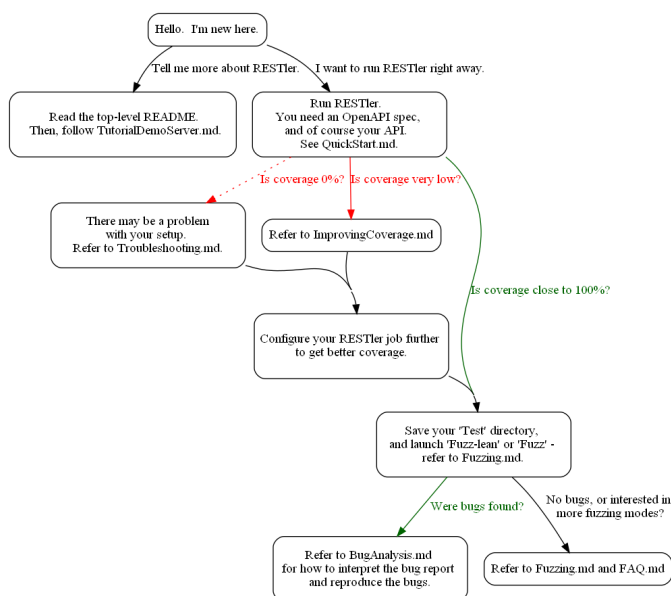 Hello.  I'm new here.
Tell me more about RESTler.
I want to run RESTler right away.
Read the top-level README.
Then, follow TutorialDemoServer.md.
Run RESTler.
You need an OpenAPI spec,
and of course your API.
See QuickStart.md.
Is coverage 0%?
Is coverage very low?
There may be a problem
with your setup.
Refer to Troubleshooting.md.
Refer to ImprovingCoverage.md
Is coverage close to 100%?
Configure your RESTler job further
to get better coverage.
Save your 'Test' directory,
and launch 'Fuzz-lean' or 'Fuzz' -
refer to Fuzzing.md.
Were bugs found?
No bugs, or interested in
more fuzzing modes?
Refer to BugAnalysis.md
for how to interpret the bug report
and reproduce the bugs.
Refer to Fuzzing.md and FAQ.md